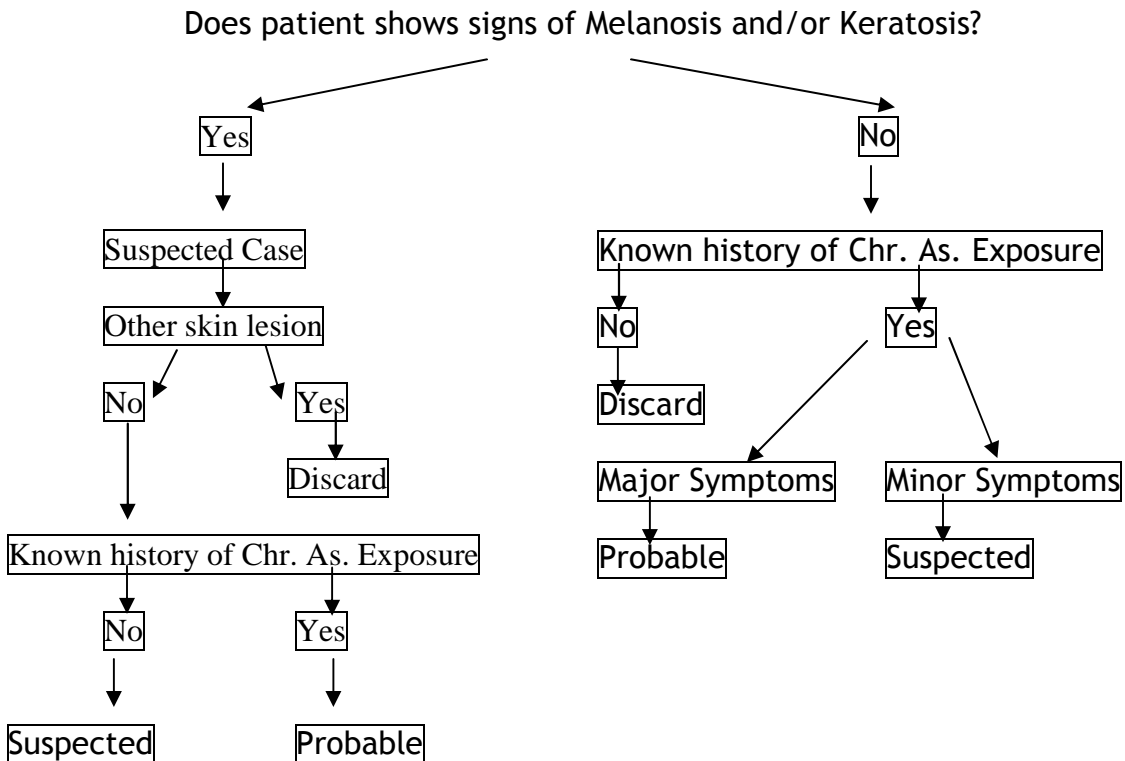 Does patient shows signs of Melanosis and/or Keratosis?
Yes
No
Suspected Case
Known history of Chr. As. Exposure
Other skin lesion
No
Yes
No
Yes
Discard
Discard
Major Symptoms
Minor Symptoms
Known history of Chr. As. Exposure
Probable
Suspected
No
Yes
Suspected
Probable